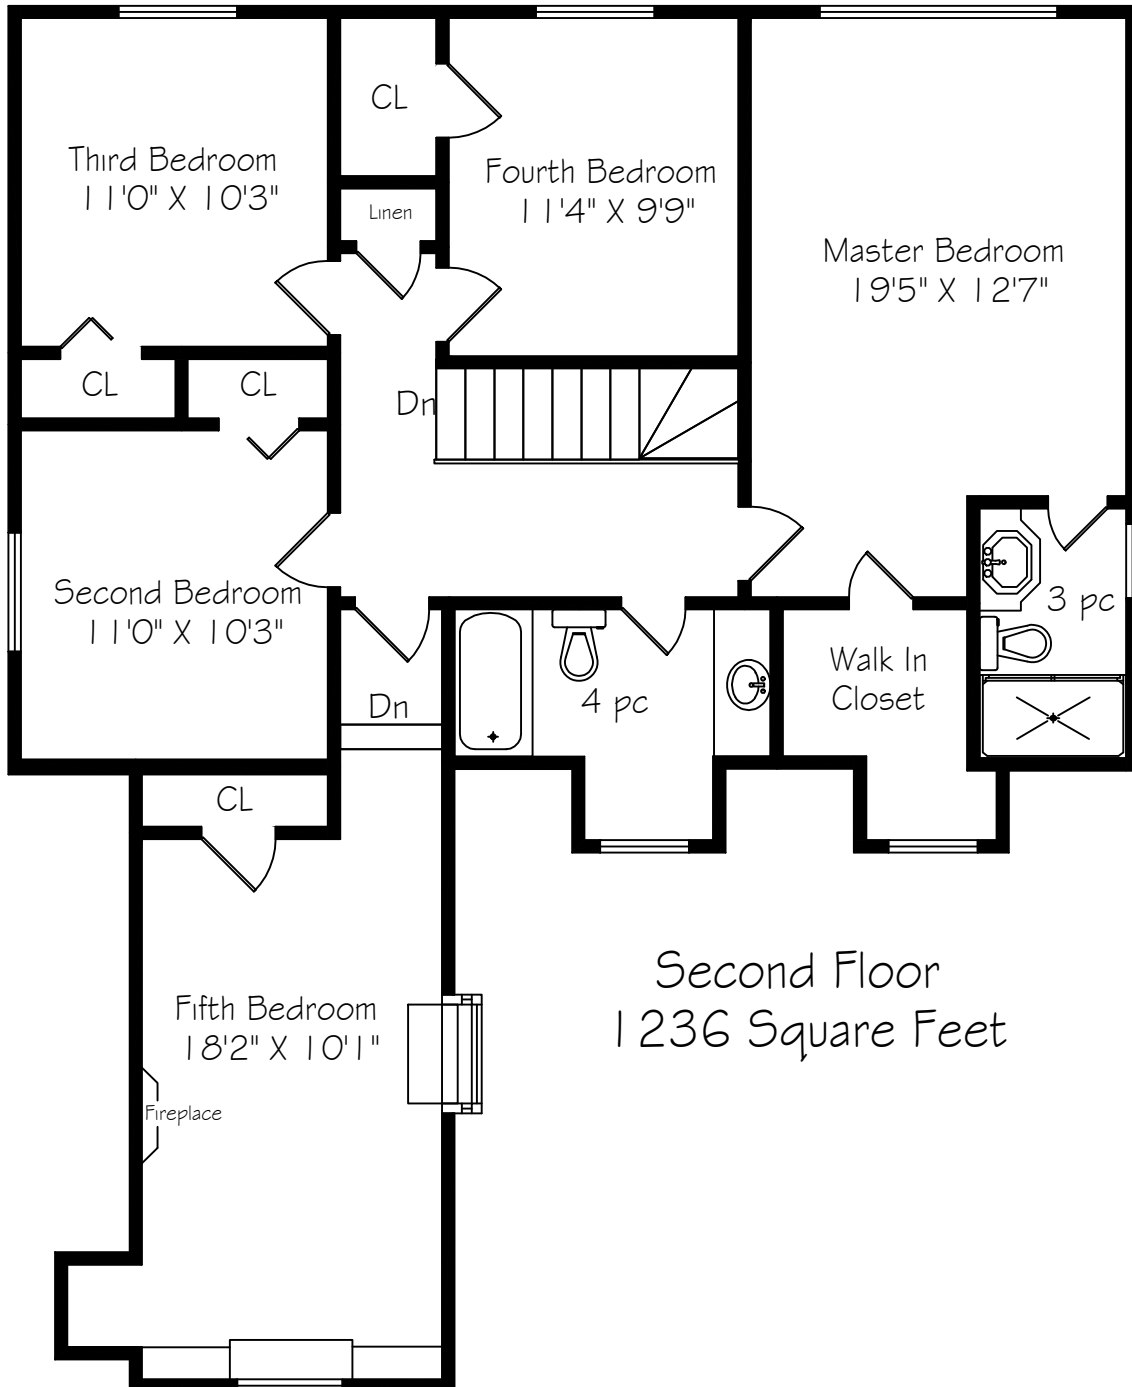 CL
Third Bedroom
11'0" X 10'3"
Fourth Bedroom
11'4" X 9'9"
Linen
Master Bedroom
19'5" X 12'7"
CL
CL
Dn
Second Bedroom
11'0" X 10'3"
3 pc
Walk In
Closet
4 pc
Dn
CL
Second Floor
1236 Square Feet
Fifth Bedroom
18'2" X 10'1"
Fireplace